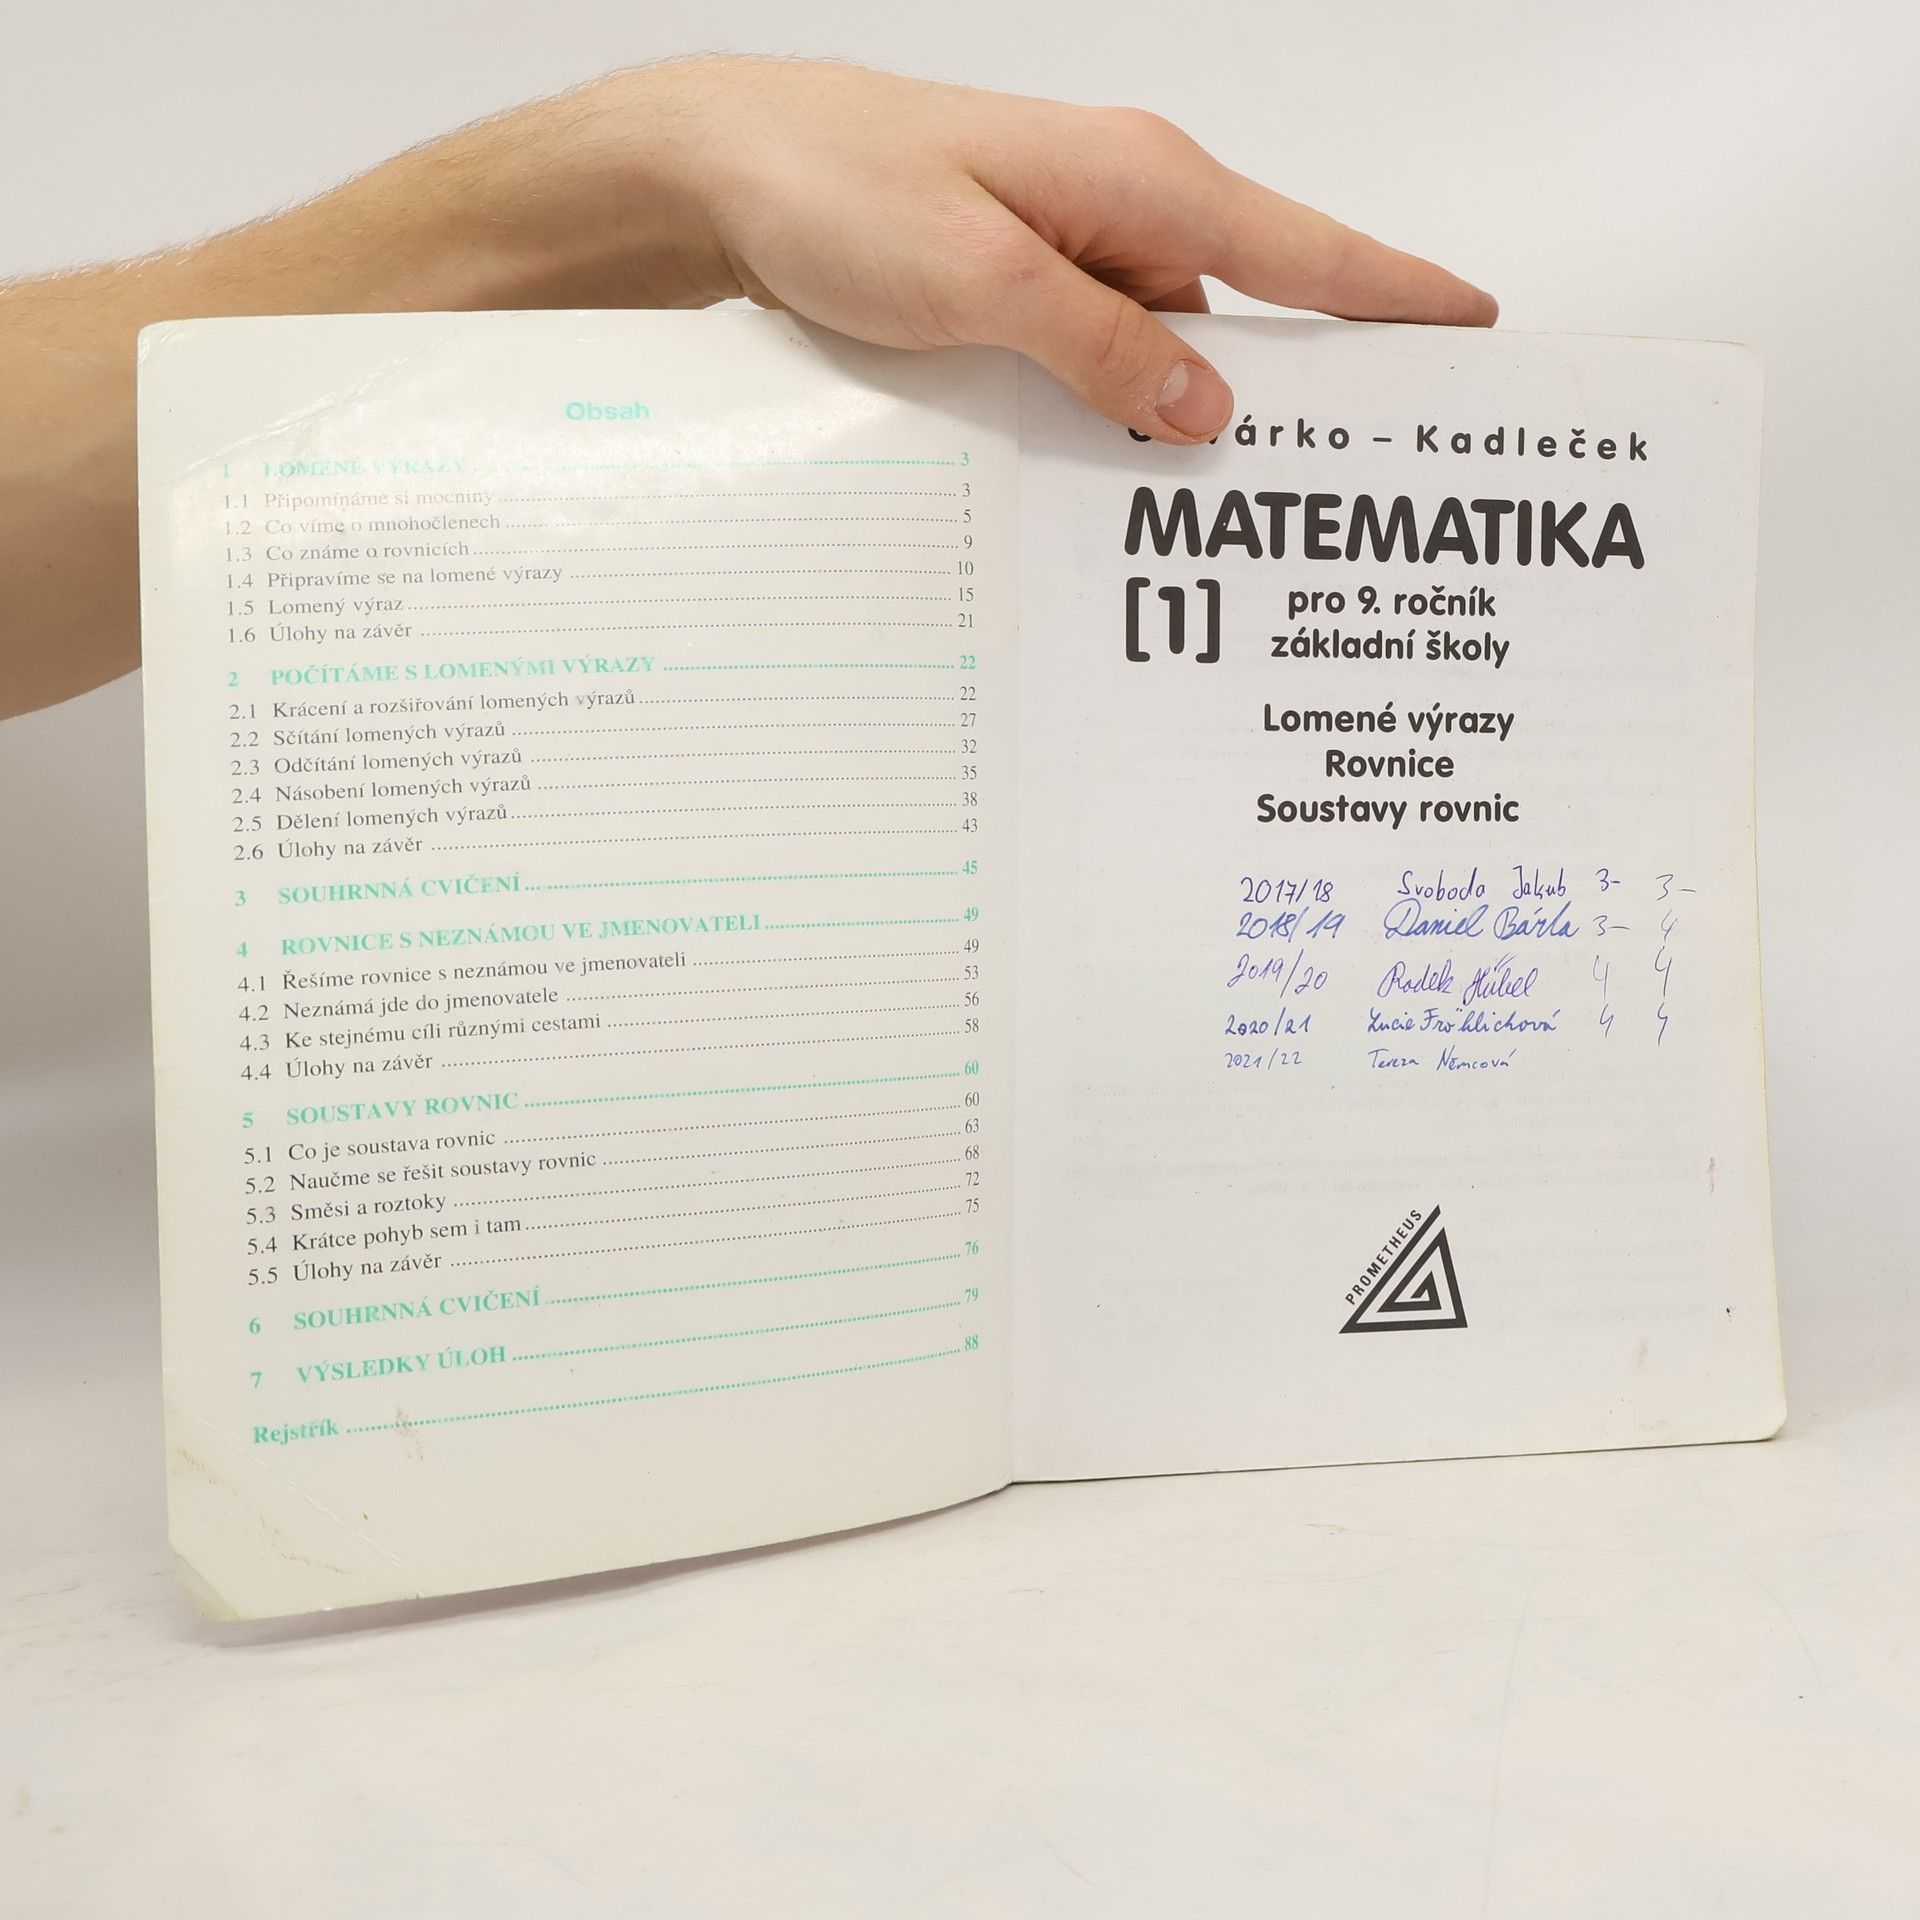 Obsah
1 LOMENÉ VÝRAZY ... 3
1.1 Připomínáme si mocniny ... 3
1.2 Co víme o mnohočlenech ... 5
1.3 Co známe o rovnicích ... 9
1.4 Připravíme se na lomené výrazy ... 10
1.5 Lomený výraz ... 15
1.6 Úlohy na závěr ... 21
2 POČÍTÁME S LOMENÝMI VÝRAZY ... 22
2.1 Krácení a rozšiřování lomených výrazů ... 22
2.2 Sčítání lomených výrazů ... 27
2.3 Odčítání lomených výrazů ... 32
2.4 Násobení lomených výrazů ... 35
2.5 Dělení lomených výrazů ... 38
2.6 Úlohy na závěr ... 43
3 SOUHRNNÁ CVIČENÍ ... 45
4 ROVNICE S NEZNÁMOU VE JMENOVATELI ... 49
4.1 Řešíme rovnice s neznámou ve jmenovateli ... 49
4.2 Neznámá jde do jmenovatele ... 53
4.3 Ke stejnému cíli různými cestami ... 56
4.4 Úlohy na závěr ... 58
5 SOUSTAVY ROVNIC ... 60
5.1 Co je soustava rovnic ... 60
5.2 Naučme se řešit soustavy rovnic ... 63
5.3 Směsi a roztoky ... 68
5.4 Krátce pohyb sem i tam ... 72
5.5 Úlohy na závěr ... 75
6 SOUHRNNÁ CVIČENÍ ... 76
7 VÝSLEDKY ÚLOH ... 79
Rejstřík ... 88
– Kadleček
MATEMATIKA
[1] pro 9. ročník
základní školy
Lomené výrazy
Rovnice
Soustavy rovnic
2017/18 Svoboda Jakub 3- 3-
2018/19 Daniel Bárta 3- 4
2019/20 Radek Hübel 4 4
2020/21 Lucie Fröhlichová 4 4
2021/22 Tereza Němcová
PROMETHEUS